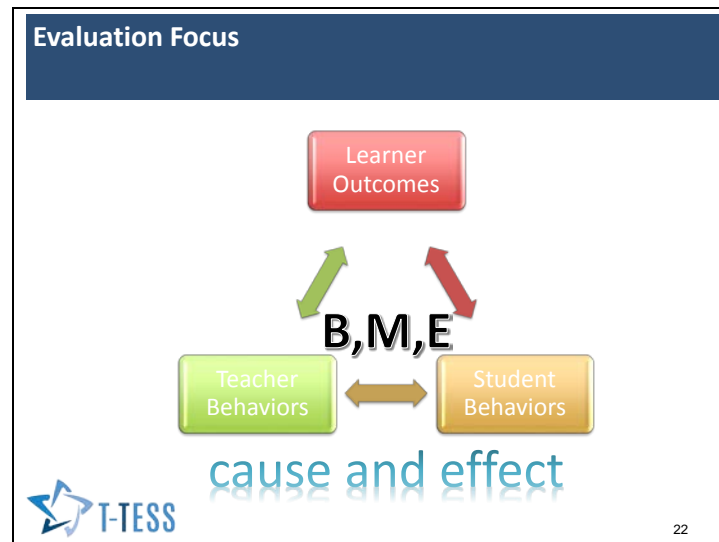 Evaluation Focus
Learner
Outcomes
B,M,E
Teacher
Behaviors
Student
Behaviors
cause and effect
T-TESS
22